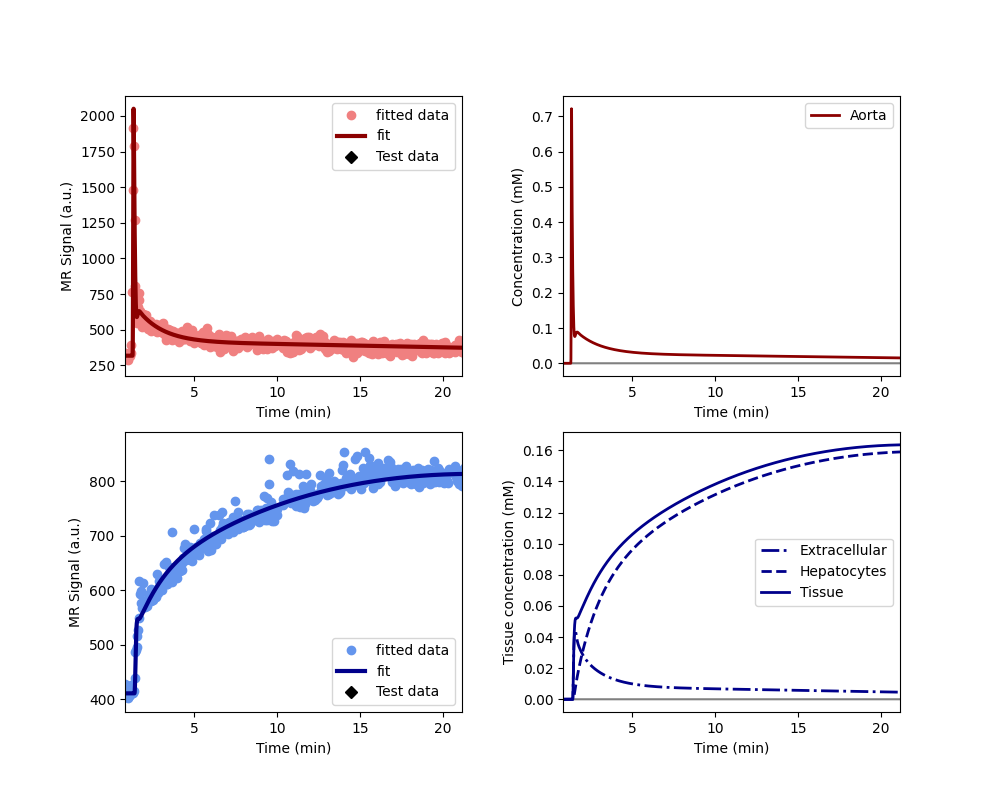 2000
1750
1500
1250
1000
750
500
250
MR Signal (a.u.)
fitted data
fit
Test data
5
10
15
20
Time (min)
0.7
0.6
0.5
0.4
0.3
0.2
0.1
0.0
Concentration (mM)
Aorta
5
10
15
20
Time (min)
800
700
600
500
400
MR Signal (a.u.)
fitted data
fit
Test data
5
10
15
20
Time (min)
0.16
0.14
0.12
0.10
0.08
0.06
0.04
0.02
0.00
Tissue concentration (mM)
Extracellular
Hepatocytes
Tissue
5
10
15
20
Time (min)